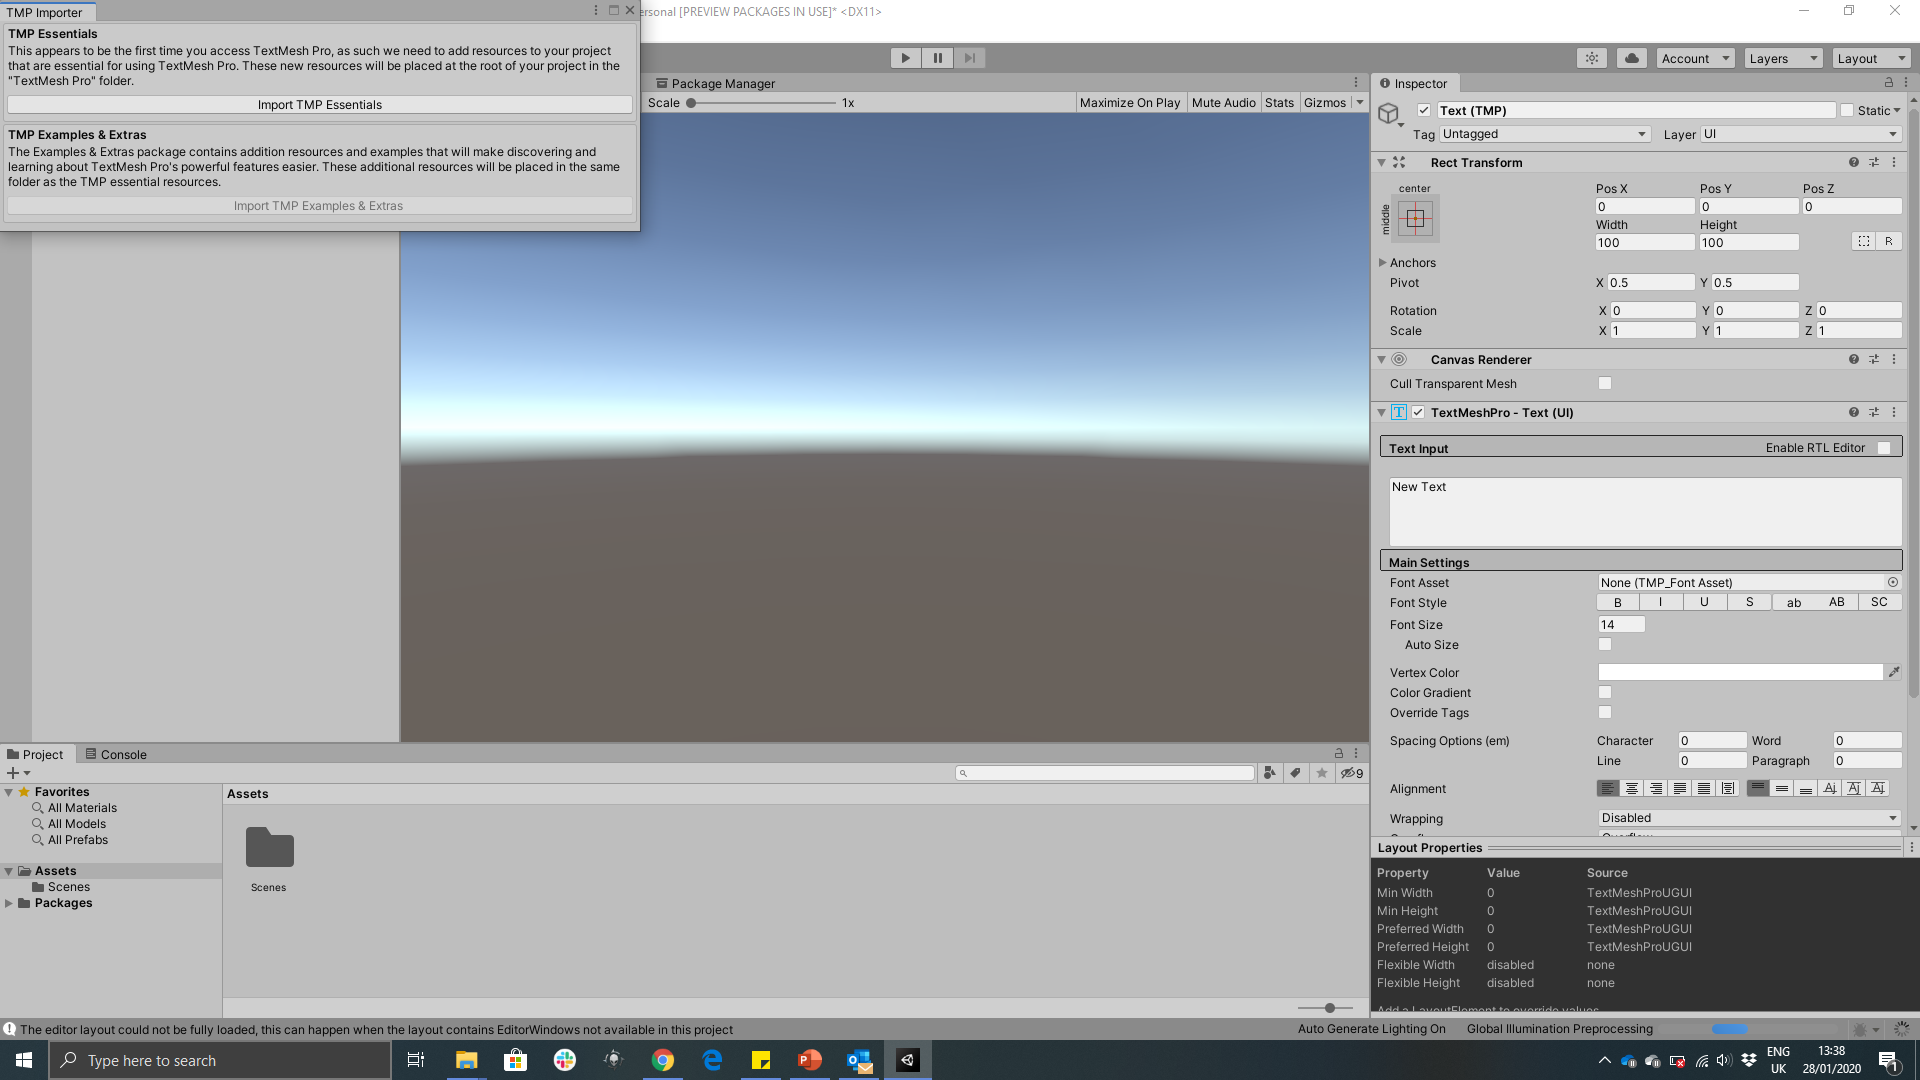 TMP Importer
ersonal [PREVIEW PACKAGES IN USE]* <DX11>
TMP Essentials
This appears to be the first time you access TextMesh Pro, as such we need to add resources to your project
that are essential for using TextMesh Pro. These new resources will be placed at the root of your project in the
"TextMesh Pro" folder.
Import TMP Essentials
TMP Examples & Extras
The Examples & Extras package contains addition resources and examples that will make discovering and
learning about TextMesh Pro's powerful features easier. These additional resources will be placed in the same
folder as the TMP essential resources.
Import TMP Examples & Extras
Account
Layers
Layout
Package Manager
Scale 1x
Maximize On Play Mute Audio Stats Gizmos
Inspector
Text (TMP) Static
Tag Untagged Layer UI
Rect Transform
center
middle
Pos X Pos Y Pos Z
0 0 0
Width Height
100 100 R
Anchors
Pivot X 0.5 Y 0.5
Rotation X 0 Y 0 Z 0
Scale X 1 Y 1 Z 1
Canvas Renderer
Cull Transparent Mesh
TextMeshPro - Text (UI)
Text Input Enable RTL Editor
New Text
Main Settings
Font Asset None (TMP_Font Asset)
Font Style B I U S ab AB SC
Font Size 14
Auto Size
Vertex Color
Color Gradient
Override Tags
Spacing Options (em) Character 0 Word 0
Line 0 Paragraph 0
Alignment
Wrapping Disabled
Layout Properties
Property Value Source
Min Width 0 TextMeshProUGUI
Min Height 0 TextMeshProUGUI
Preferred Width 0 TextMeshProUGUI
Preferred Height 0 TextMeshProUGUI
Flexible Width disabled none
Flexible Height disabled none
Add a LayoutElement to override values
Project Console
9
Favorites
All Materials
All Models
All Prefabs
Assets
Scenes
Packages
Assets
Scenes
The editor layout could not be fully loaded, this can happen when the layout contains EditorWindows not available in this project
Auto Generate Lighting On Global Illumination Preprocessing
Type here to search
ENG
UK
13:38
28/01/2020
1